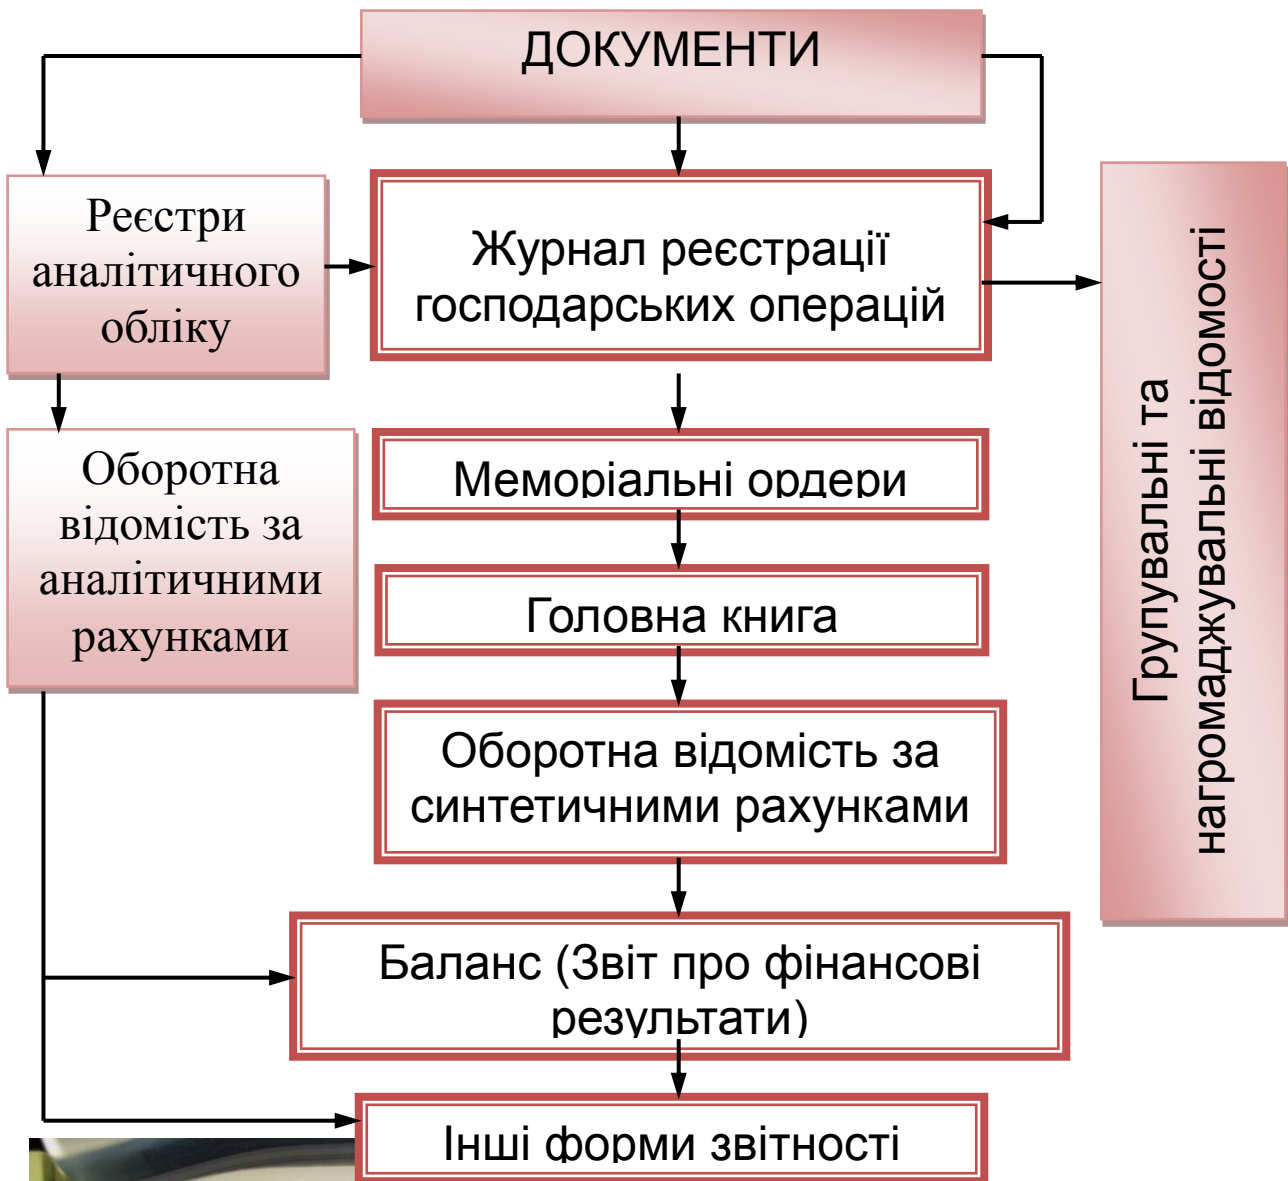 ДОКУМЕНТИ
Реєстри
аналітичного
обліку
Журнал реєстрації
господарських операцій
Групувальні та
нагромаджувальні відомості
Оборотна
відомість за
аналітичними
рахунками
Меморіальні ордери
Головна книга
Оборотна відомість за
синтетичними рахунками
Баланс (Звіт про фінансові
результати)
Інші форми звітності